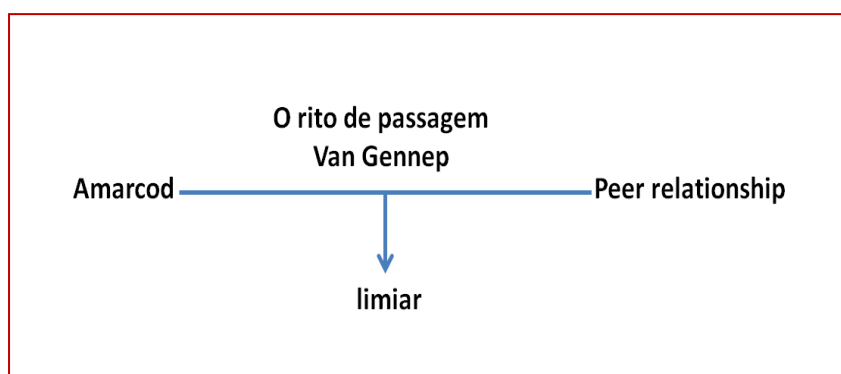 O rito de passagem
Van Gennep
Amarcod
Peer relationship
limiar